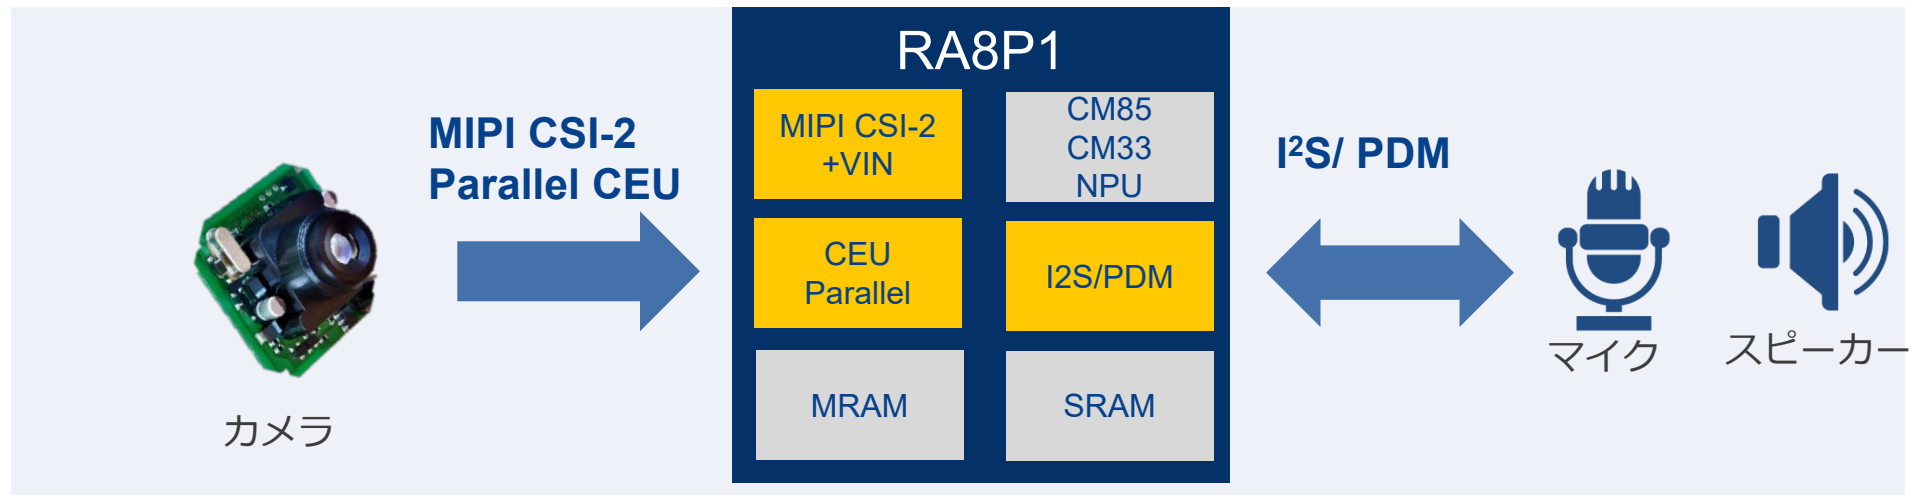 MIPI CSI-2
Parallel CEU
カメラ
RA8P1
MIPI CSI-2
+VIN
CM85
CM33
NPU
CEU
Parallel
I2S/PDM
MRAM
SRAM
I²S/ PDM
マイク
スピーカー